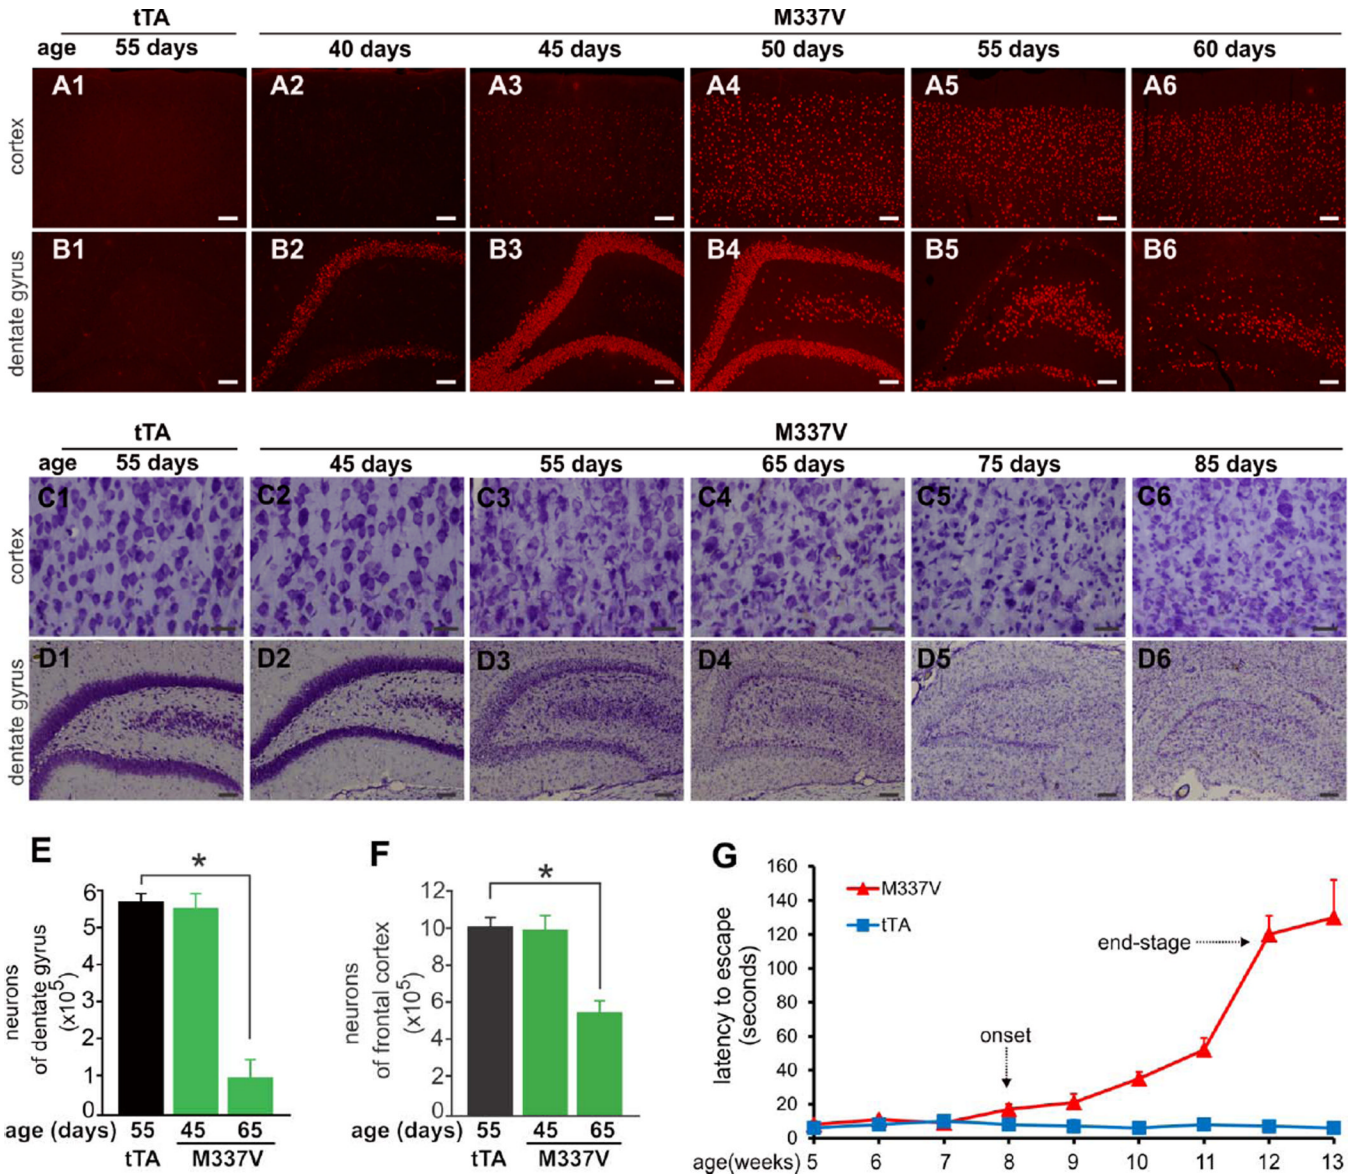 tTA M337V
age 55 days 40 days 45 days 50 days 55 days 60 days
cortex A1 A2 A3 A4 A5 A6
dentate gyrus B1 B2 B3 B4 B5 B6
tTA M337V
age 55 days 45 days 55 days 65 days 75 days 85 days
cortex C1 C2 C3 C4 C5 C6
dentate gyrus D1 D2 D3 D4 D5 D6
E
neurons
of dentate gyrus
(x10⁵)
6
5
4
3
2
1
0
*
age (days) 55 45 65
tTA M337V
F
neurons
of frontal cortex
(x10⁵)
12
10
8
6
4
2
0
*
age (days) 55 45 65
tTA M337V
G
latency to escape
(seconds)
160
140
120
100
80
60
40
20
0
M337V
tTA
end-stage
onset
age(weeks) 5 6 7 8 9 10 11 12 13